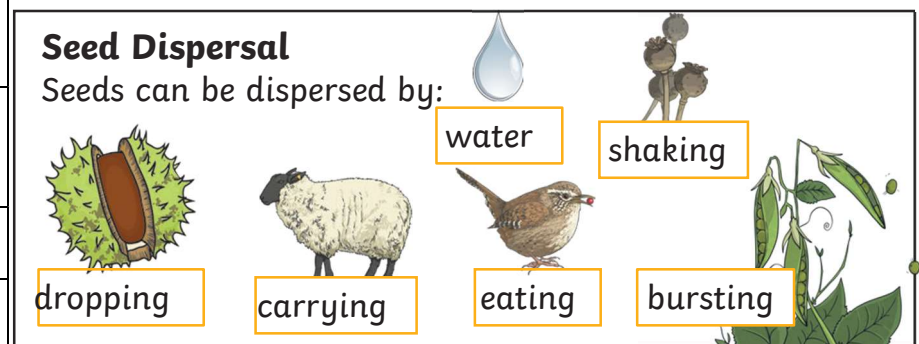 Seed Dispersal
Seeds can be dispersed by:
water
shaking
dropping
carrying
eating
bursting